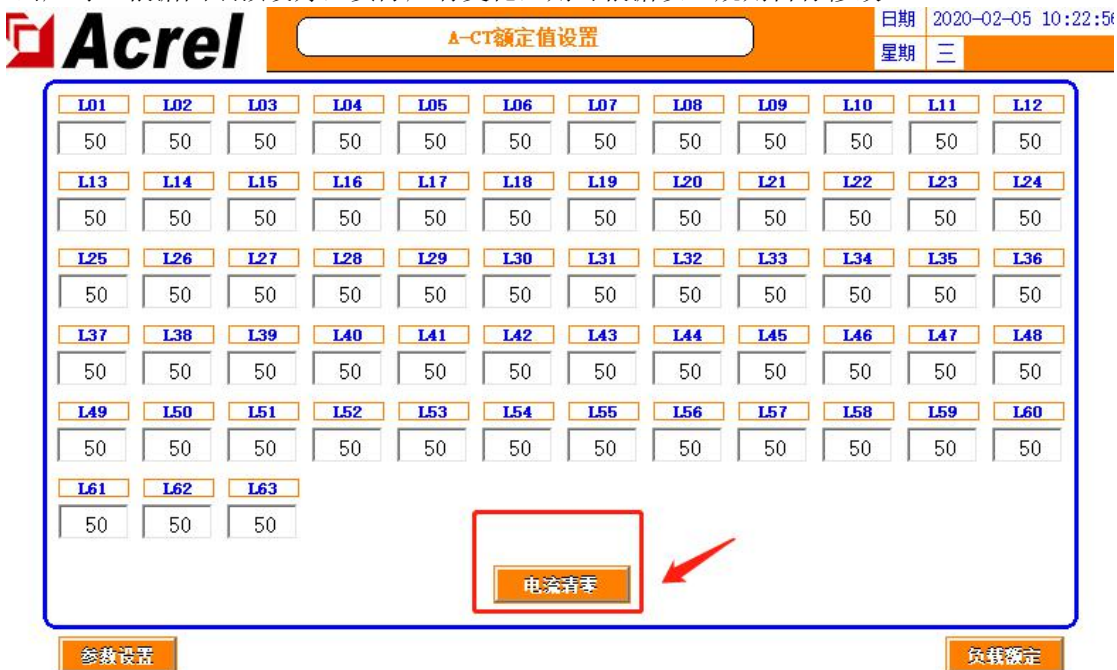 Acrel
A-CT额定值设置
日期 2020-02-05 10:22:56
星期 三
L01 L02 L03 L04 L05 L06 L07 L08 L09 L10 L11 L12
50 50 50 50 50 50 50 50 50 50 50 50
L13 L14 L15 L16 L17 L18 L19 L20 L21 L22 L23 L24
50 50 50 50 50 50 50 50 50 50 50 50
L25 L26 L27 L28 L29 L30 L31 L32 L33 L34 L35 L36
50 50 50 50 50 50 50 50 50 50 50 50
L37 L38 L39 L40 L41 L42 L43 L44 L45 L46 L47 L48
50 50 50 50 50 50 50 50 50 50 50 50
L49 L50 L51 L52 L53 L54 L55 L56 L57 L58 L59 L60
50 50 50 50 50 50 50 50 50 50 50 50
L61 L62 L63
50 50 50
电流清零
参数设置 负载额定